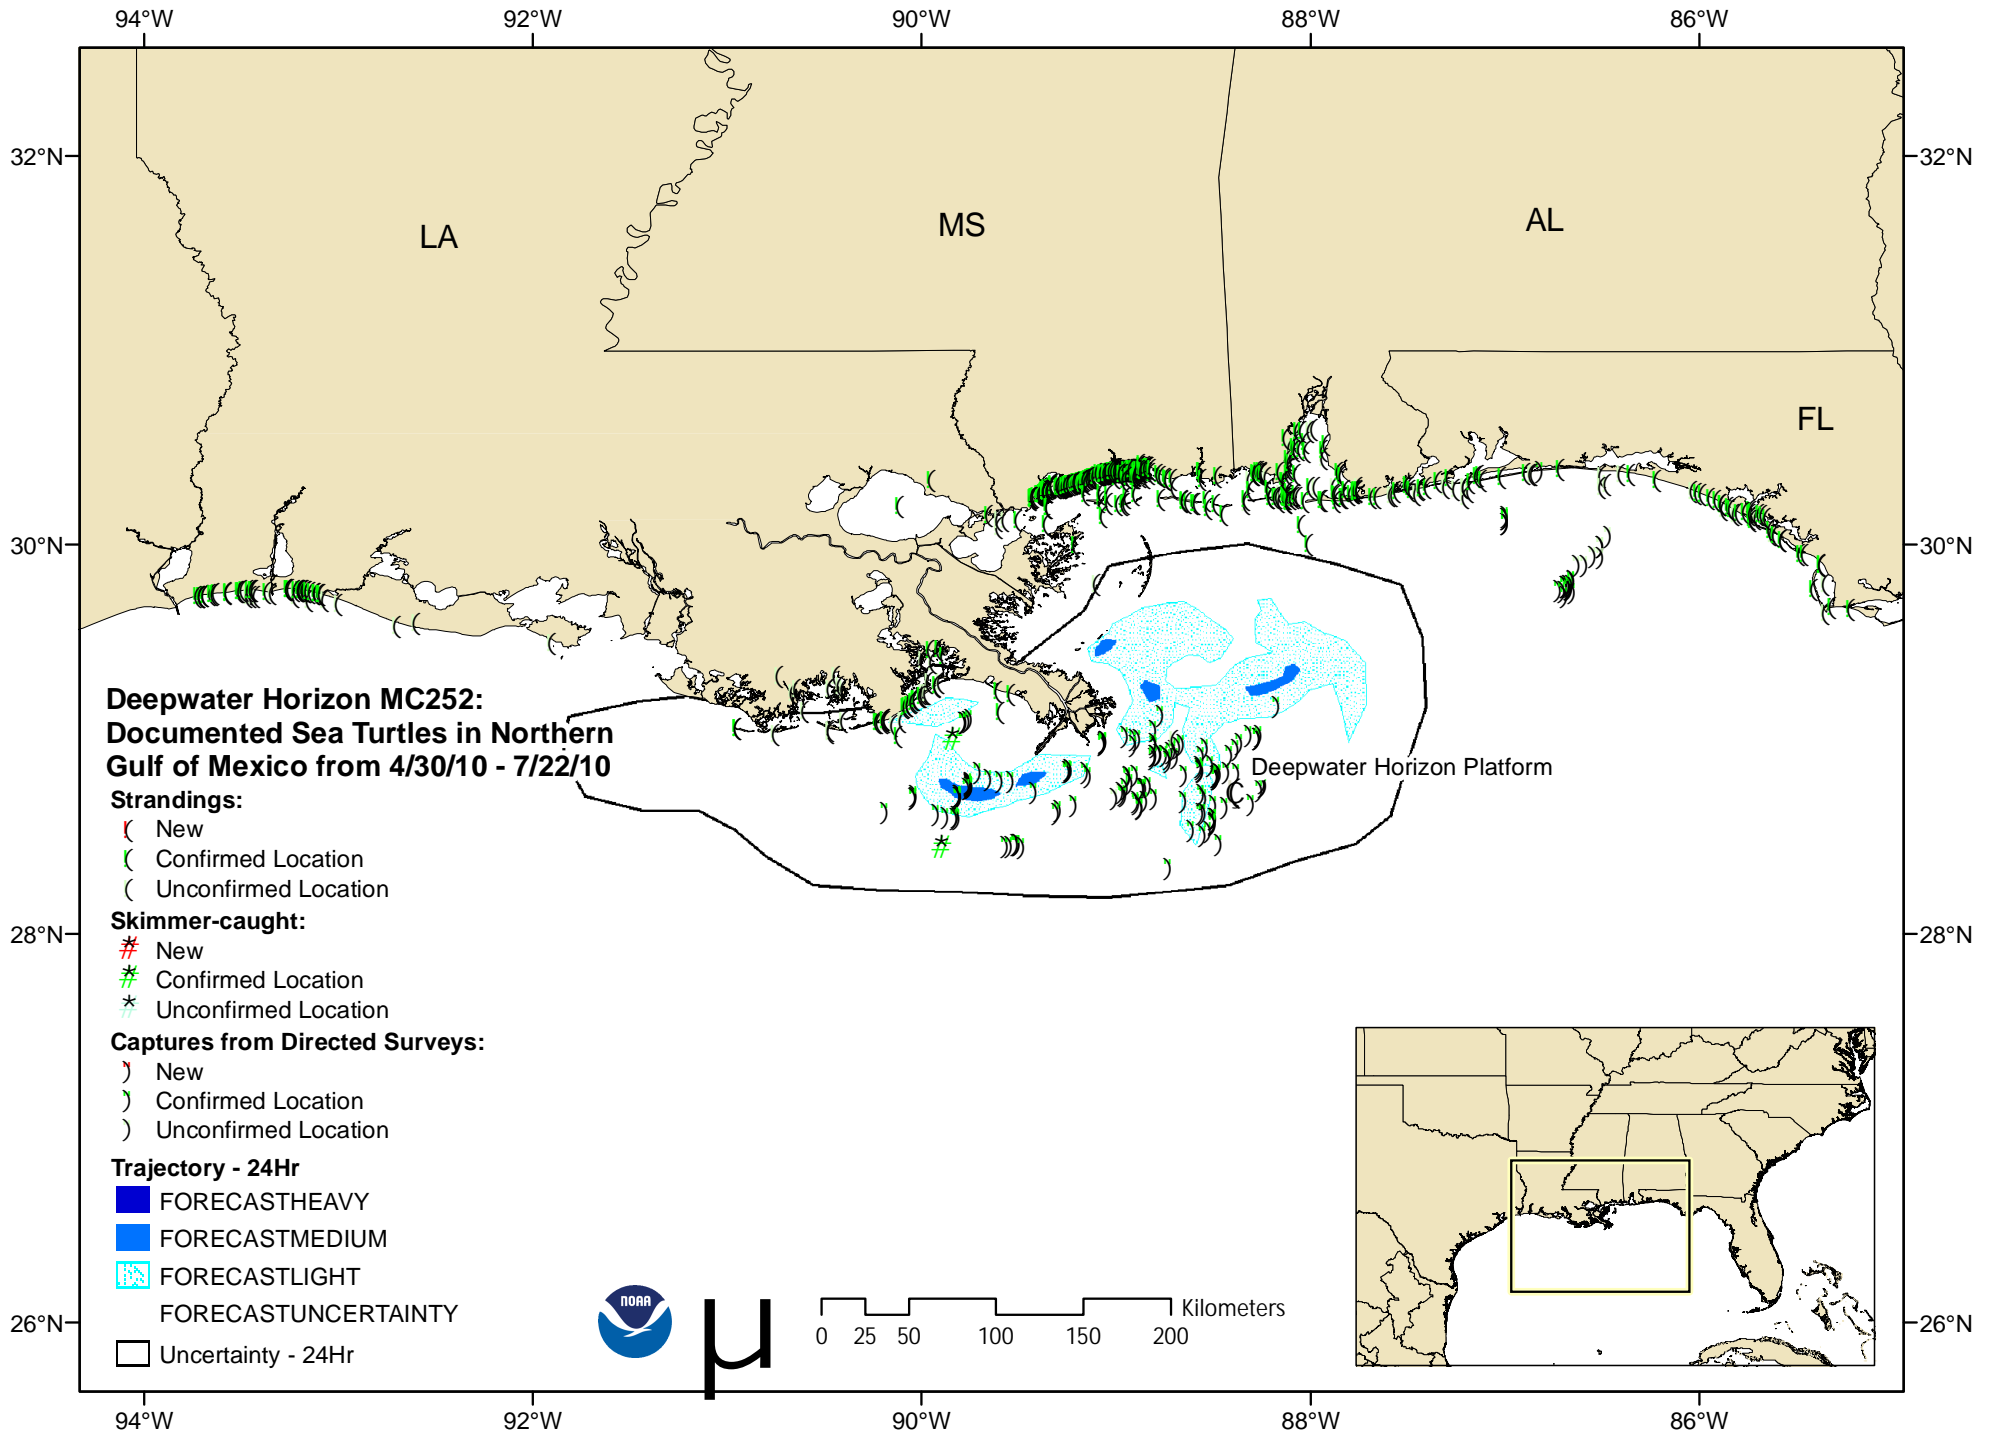 94°W 92°W 90°W 88°W 86°W
32°N 32°N
LA MS AL
FL
30°N 30°N
Deepwater Horizon MC252:
Documented Sea Turtles in Northern
Gulf of Mexico from 4/30/10 - 7/22/10
Deepwater Horizon Platform
Strandings:
New
Confirmed Location
Unconfirmed Location
Skimmer-caught:
New
Confirmed Location
Unconfirmed Location
28°N 28°N
Captures from Directed Surveys:
New
Confirmed Location
Unconfirmed Location
Trajectory - 24Hr
FORECASTHEAVY
FORECASTMEDIUM
FORECASTLIGHT
FORECASTUNCERTAINTY
Uncertainty - 24Hr
NOAA
µ
Kilometers
0 25 50 100 150 200
26°N 26°N
94°W 92°W 90°W 88°W 86°W